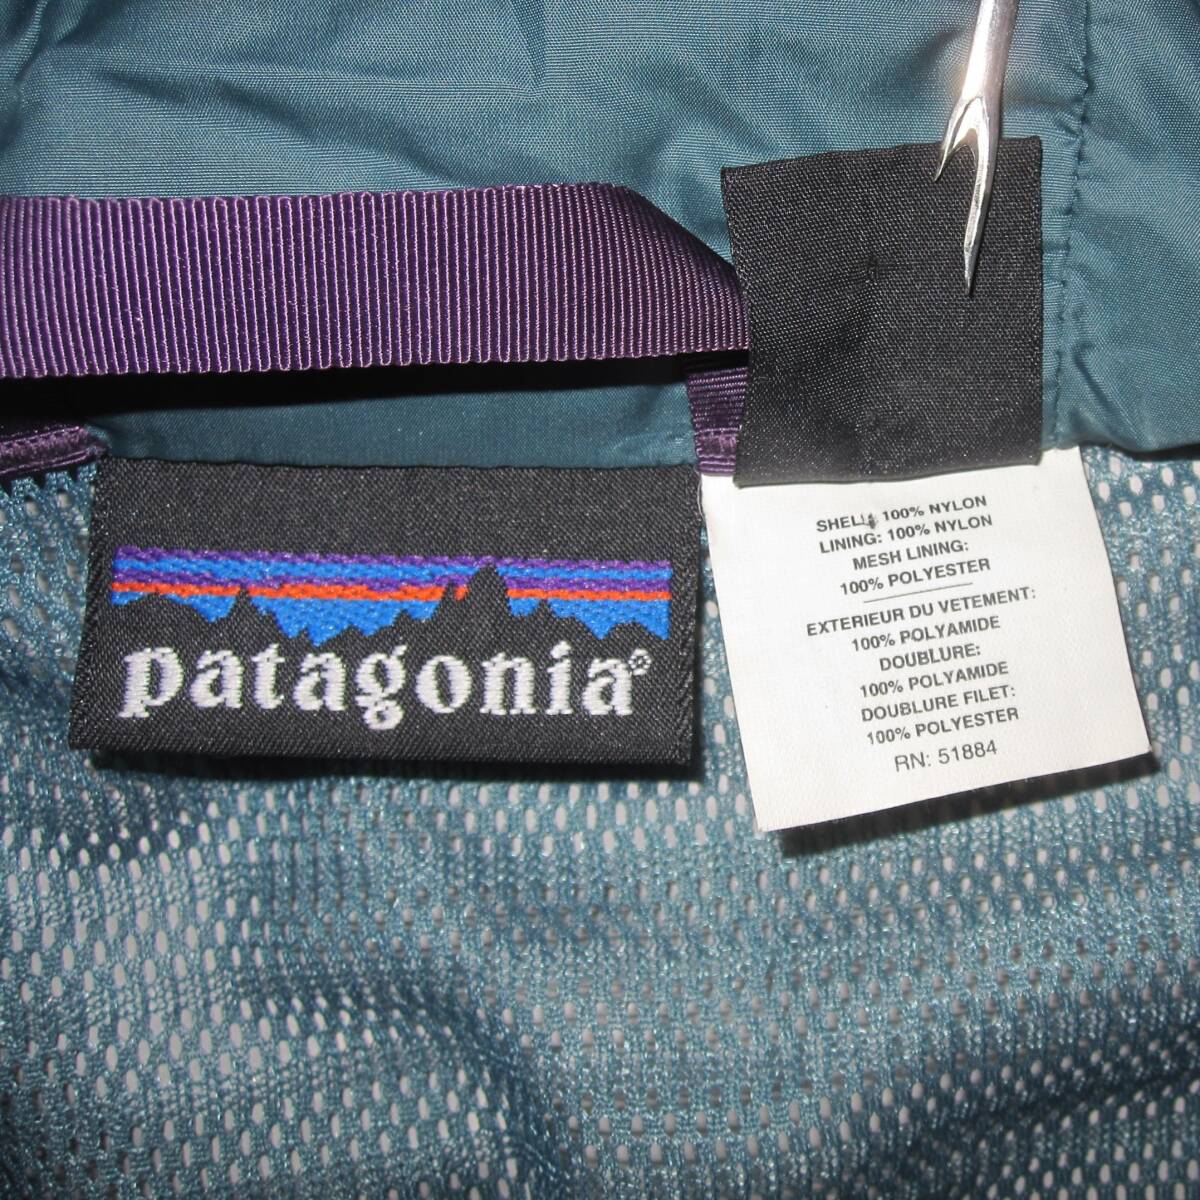 patagonia®
SHELL: 100% NYLON
LINING: 100% NYLON
MESH LINING:
100% POLYESTER
EXTERIEUR DU VETEMENT:
100% POLYAMIDE
DOUBLURE:
100% POLYAMIDE
DOUBLURE FILET:
100% POLYESTER
RN: 51884